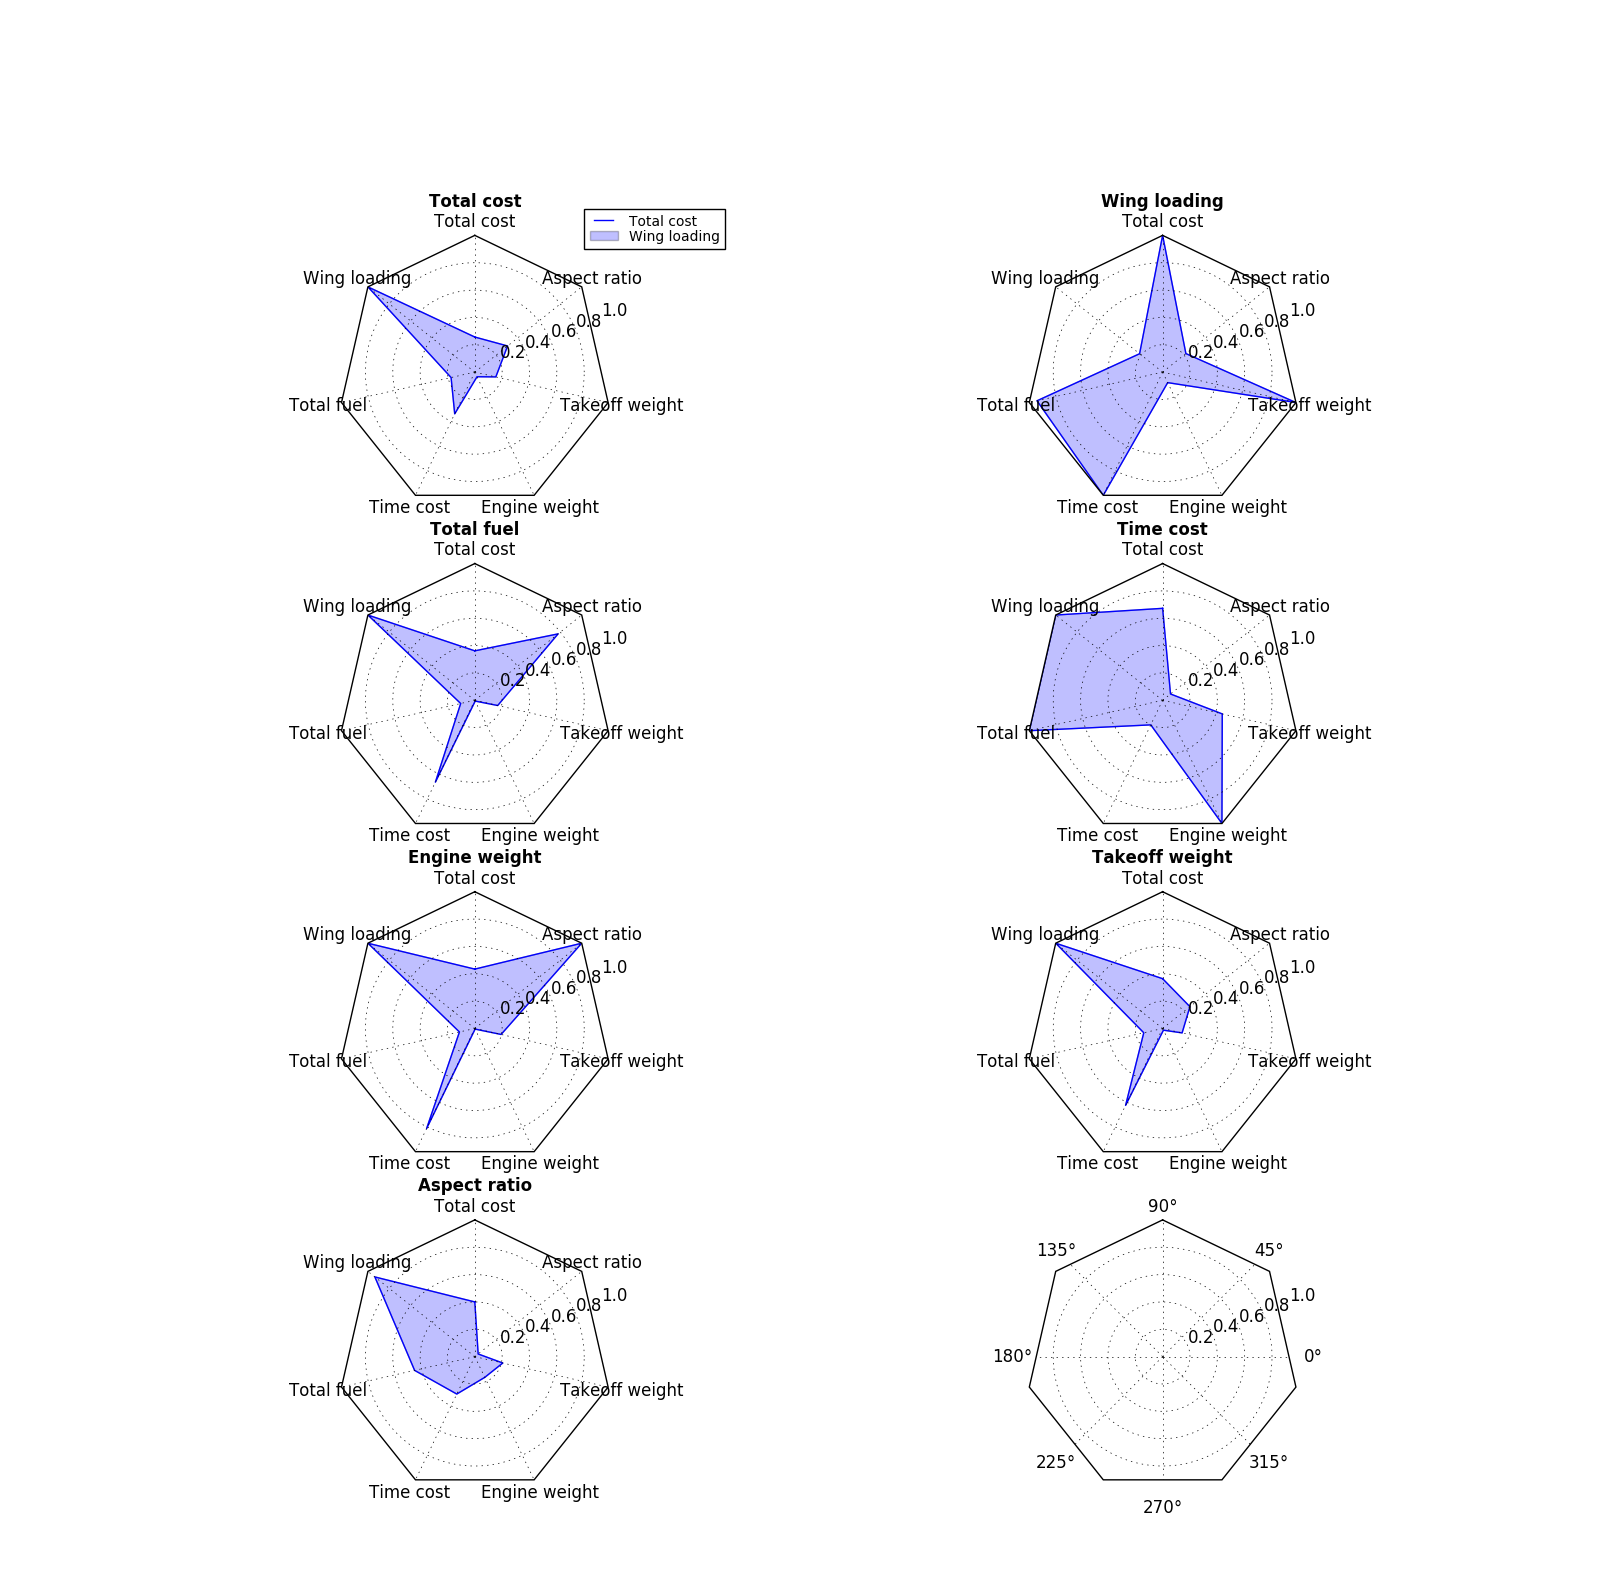 Total cost
Total cost
Total cost
Wing loading
Wing loading
Aspect ratio
1.0
0.8
0.6
0.4
0.2
Total fuel
Takeoff weight
Time cost
Engine weight
Wing loading
Total cost
Wing loading
Aspect ratio
1.0
0.8
0.6
0.4
0.2
Total fuel
Takeoff weight
Time cost
Engine weight
Total fuel
Total cost
Wing loading
Aspect ratio
1.0
0.8
0.6
0.4
0.2
Total fuel
Takeoff weight
Time cost
Engine weight
Time cost
Total cost
Wing loading
Aspect ratio
1.0
0.8
0.6
0.4
0.2
Total fuel
Takeoff weight
Time cost
Engine weight
Engine weight
Total cost
Wing loading
Aspect ratio
1.0
0.8
0.6
0.4
0.2
Total fuel
Takeoff weight
Time cost
Engine weight
Takeoff weight
Total cost
Wing loading
Aspect ratio
1.0
0.8
0.6
0.4
0.2
Total fuel
Takeoff weight
Time cost
Engine weight
Aspect ratio
Total cost
Wing loading
Aspect ratio
1.0
0.8
0.6
0.4
0.2
Total fuel
Takeoff weight
Time cost
Engine weight
90°
135°
45°
1.0
0.8
0.6
0.4
0.2
180°
0°
225°
315°
270°